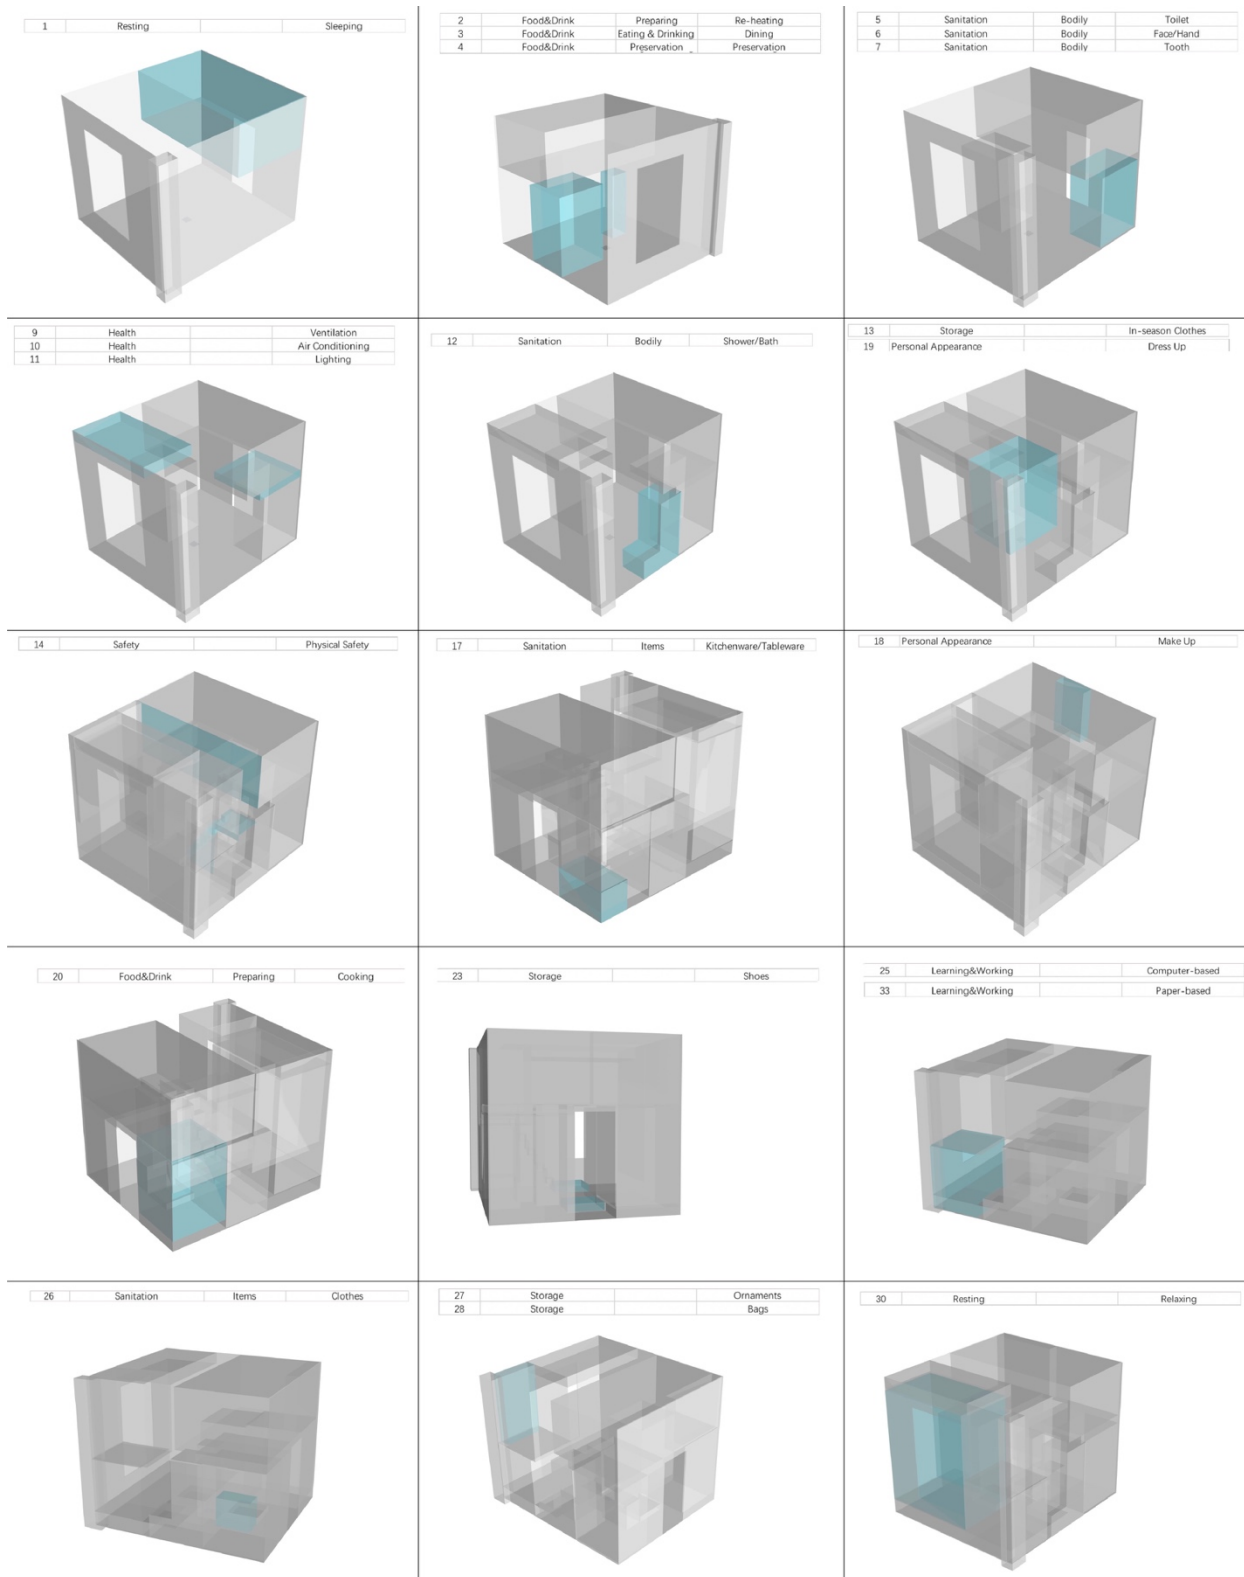 1 Resting Sleeping
2 Food&Drink Preparing Re-heating
3 Food&Drink Eating & Drinking Dining
4 Food&Drink Preservation Preservation
5 Sanitation Bodily Toilet
6 Sanitation Bodily Face/Hand
7 Sanitation Bodily Tooth
9 Health Ventilation
10 Health Air Conditioning
11 Health Lighting
12 Sanitation Bodily Shower/Bath
13 Storage In-season Clothes
19 Personal Appearance Dress Up
14 Safety Physical Safety
17 Sanitation Items Kitchenware/Tableware
18 Personal Appearance Make Up
20 Food&Drink Preparing Cooking
23 Storage Shoes
25 Learning&Working Computer-based
33 Learning&Working Paper-based
26 Sanitation Items Clothes
27 Storage Ornaments
28 Storage Bags
30 Resting Relaxing